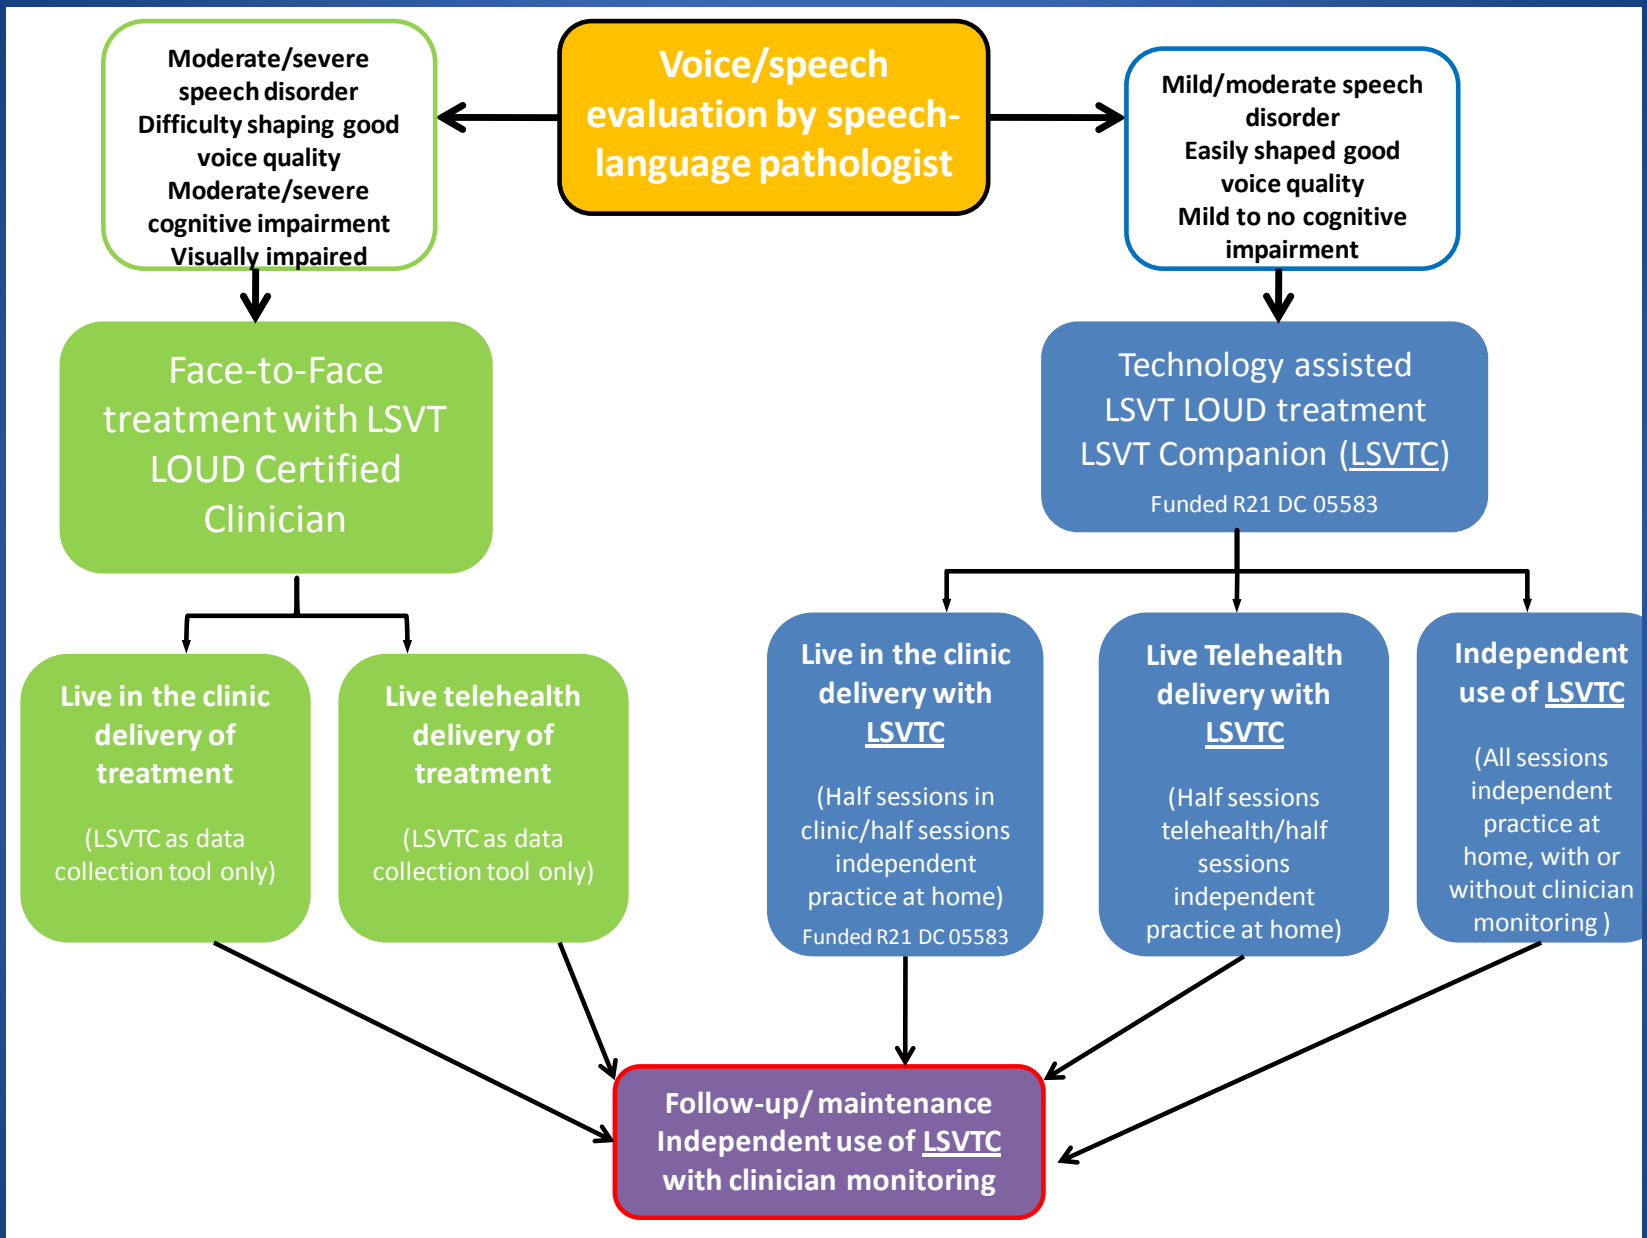 Moderate/severe
speech disorder
Difficulty shaping good
voice quality
Moderate/severe
cognitive impairment
Visually impaired
Voice/speech
evaluation by speech-
language pathologist
Mild/moderate speech
disorder
Easily shaped good
voice quality
Mild to no cognitive
impairment
Face-to-Face
treatment with LSVT
LOUD Certified
Clinician
Technology assisted
LSVT LOUD treatment
LSVT Companion (LSVTC)
Funded R21 DC 05583
Live in the clinic
delivery of
treatment
(LSVTC as data
collection tool only)
Live telehealth
delivery of
treatment
(LSVTC as data
collection tool only)
Live in the clinic
delivery with
LSVTC
(Half sessions in
clinic/half sessions
independent
practice at home)
Funded R21 DC 05583
Live Telehealth
delivery with
LSVTC
(Half sessions
telehealth/half
sessions
independent
practice at home)
Independent
use of LSVTC
(All sessions
independent
practice at
home, with or
without clinician
monitoring )
Follow-up/ maintenance
Independent use of LSVTC
with clinician monitoring